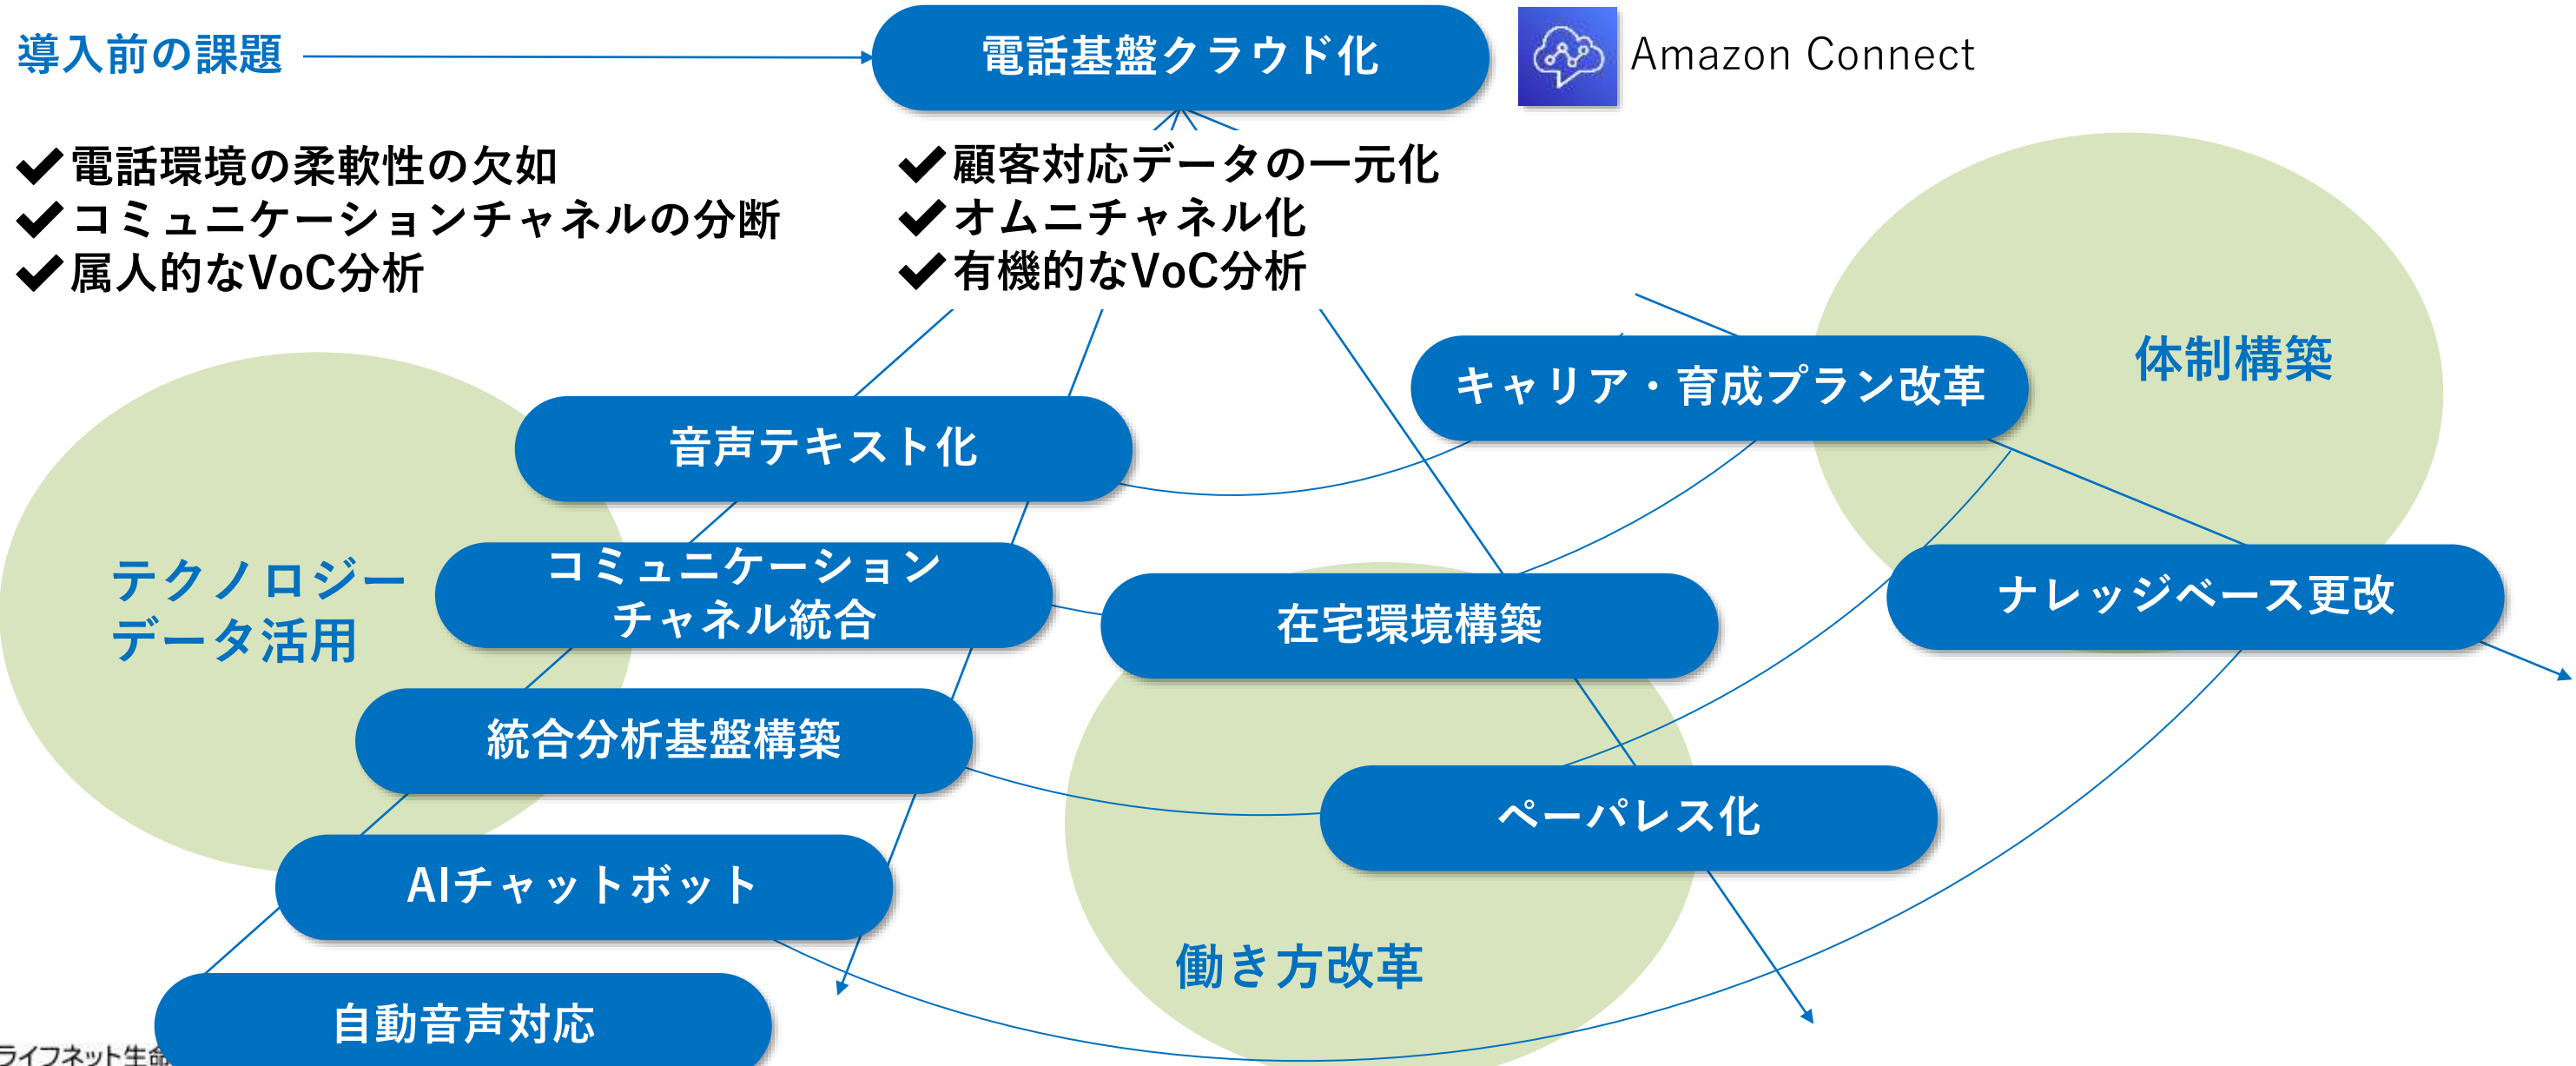 導入前の課題
電話基盤クラウド化
Amazon Connect
電話環境の柔軟性の欠如
コミュニケーションチャネルの分断
属人的なVoC分析
顧客対応データの一元化
オムニチャネル化
有機的なVoC分析
体制構築
キャリア・育成プラン改革
音声テキスト化
テクノロジー
データ活用
コミュニケーション
チャネル統合
在宅環境構築
ナレッジベース更改
統合分析基盤構築
ペーパレス化
AIチャットボット
働き方改革
自動音声対応
ライフネット生命